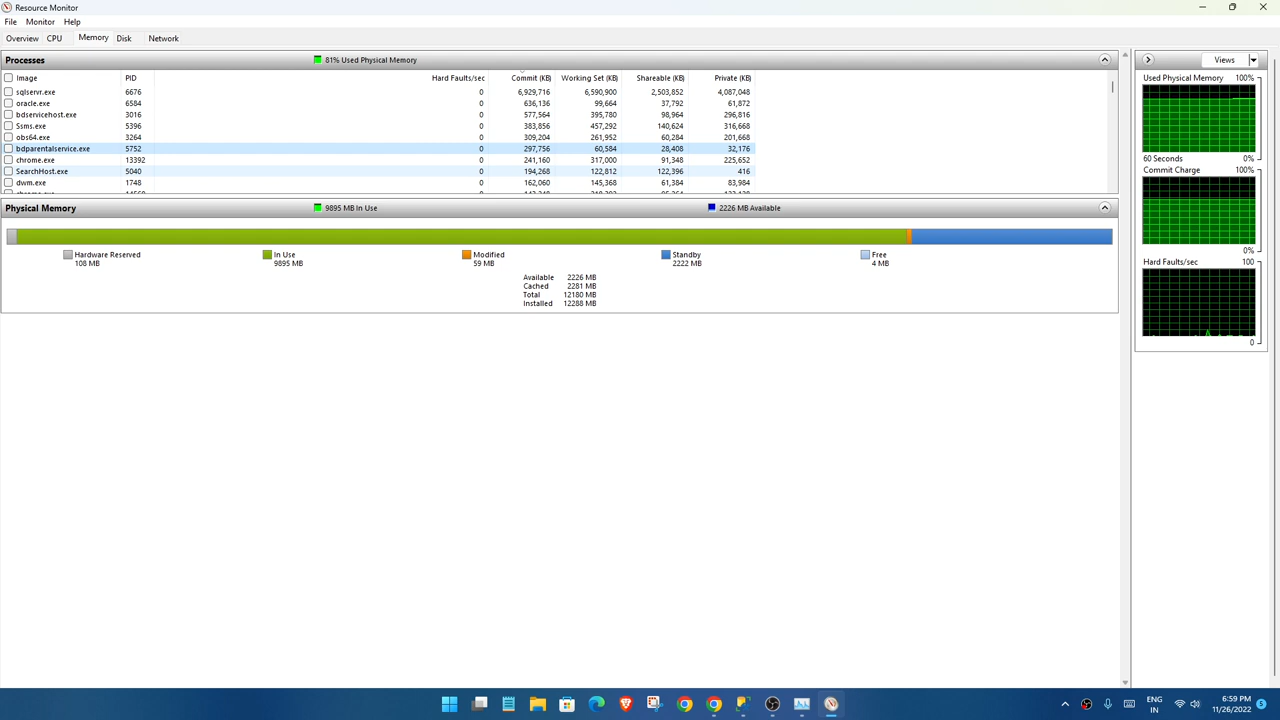 Resource Monitor
File Monitor Help
Overview CPU Memory Disk Network
Processes 81% Used Physical Memory
Image PID Hard Faults/sec Commit (KB) Working Set (KB) Shareable (KB) Private (KB)
sqlservr.exe 6676 0 6,929,716 6,590,900 2,503,852 4,087,048
oracle.exe 6584 0 636,136 99,664 37,792 61,872
bdservicehost.exe 3016 0 577,564 395,780 98,964 296,816
Ssms.exe 5396 0 383,856 457,292 140,624 316,668
obs64.exe 3264 0 309,204 261,952 60,284 201,668
bdparentalservice.exe 5752 0 297,756 60,584 28,408 32,176
chrome.exe 13392 0 241,160 317,000 91,348 225,652
SearchHost.exe 5040 0 194,268 122,812 122,396 416
dwm.exe 1748 0 162,060 145,368 61,384 83,984
Physical Memory 9895 MB In Use 2226 MB Available
Hardware Reserved In Use Modified Standby Free
108 MB 9895 MB 59 MB 2222 MB 4 MB
Available 2226 MB
Cached 2281 MB
Total 12180 MB
Installed 12288 MB
Views
Used Physical Memory 100%
60 Seconds 0%
Commit Charge 100%
0%
Hard Faults/sec 100
0
ENG 6:59 PM
IN 11/26/2022 5